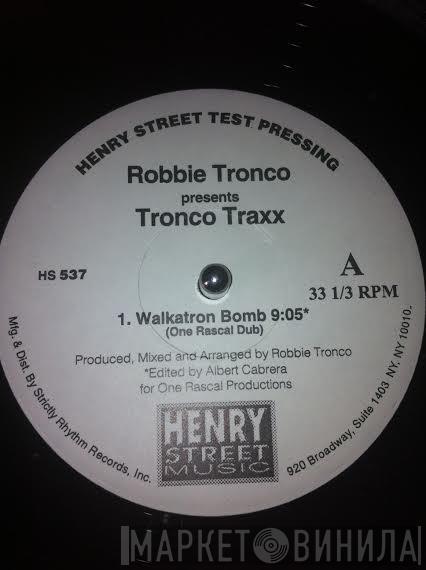 HENRY STREET TEST PRESSING
Robbie Tronco
presents
Tronco Traxx
HS 537
A
33 1/3 RPM
1. Walkatron Bomb 9:05*
(One Rascal Dub)
Produced, Mixed and Arranged by Robbie Tronco
*Edited by Albert Cabrera
for One Rascal Productions
HENRY
STREET
MUSIC
Mfg. & Dist. By Strictly Rhythm Records, Inc.
920 Broadway, Suite 1403 NY. NY 10010.
МАРКЕТ ВИНИЛА